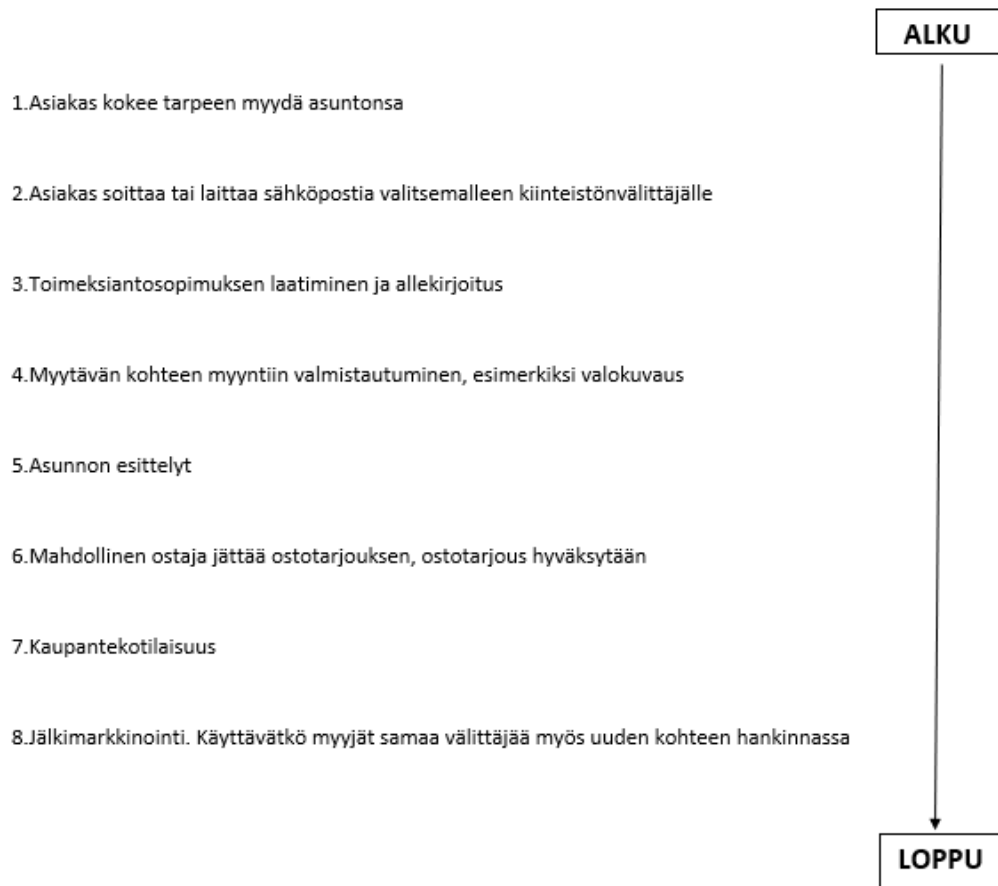 ALKU
1.Asiakas kokee tarpeen myydä asuntonsa
2.Asiakas soittaa tai laittaa sähköpostia valitsemalleen kiinteistönvälittäjälle
3.Toimeksiantosopimuksen laatiminen ja allekirjoitus
4.Myytävän kohteen myyntiin valmistautuminen, esimerkiksi valokuvaus
5.Asunnon esittelyt
6.Mahdollinen ostaja jättää ostotarjouksen, ostotarjous hyväksytään
7.Kaupantekotilaisuus
8.Jälkimarkkinointi. Käyttävätkö myyjät samaa välittäjää myös uuden kohteen hankinnassa
LOPPU